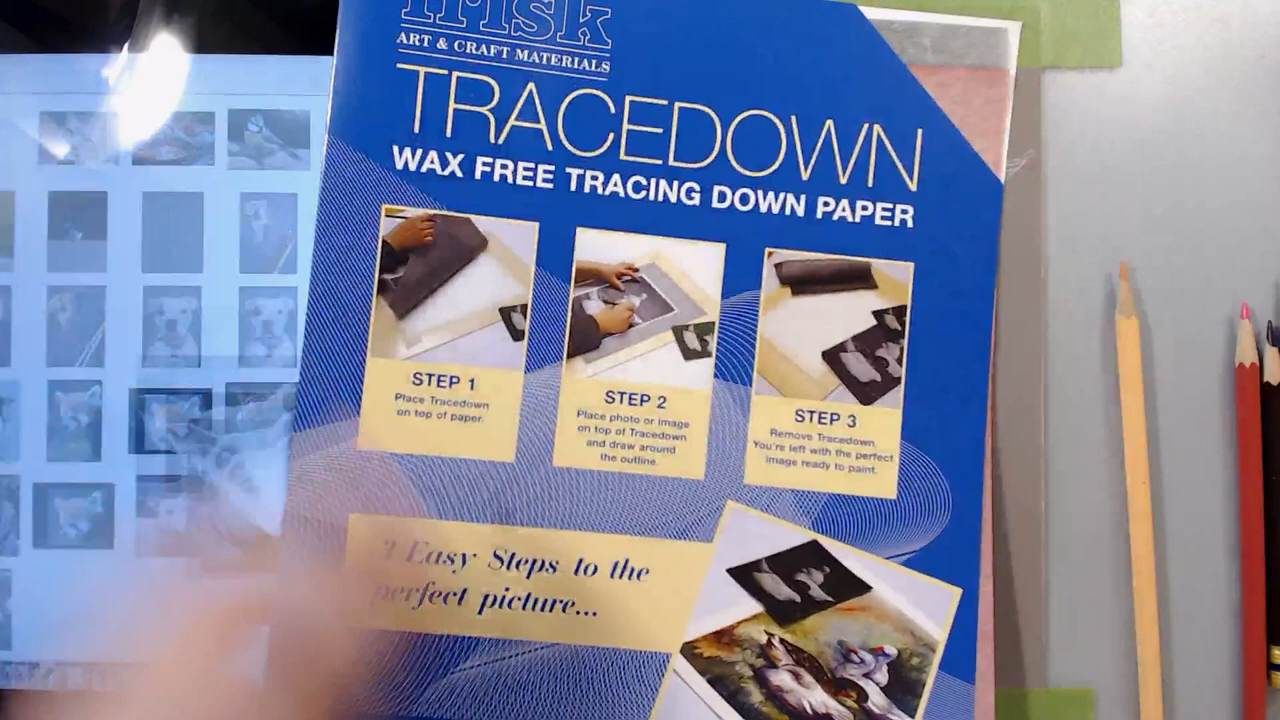 frisk
ART & CRAFT MATERIALS
TRACEDOWN
WAX FREE TRACING DOWN PAPER
STEP 1
Place Tracedown
on top of paper.
STEP 2
Place photo or image
on top of Tracedown
and draw around
the outline.
STEP 3
Remove Tracedown.
You're left with the perfect
image ready to paint.
3 Easy Steps to the
perfect picture...